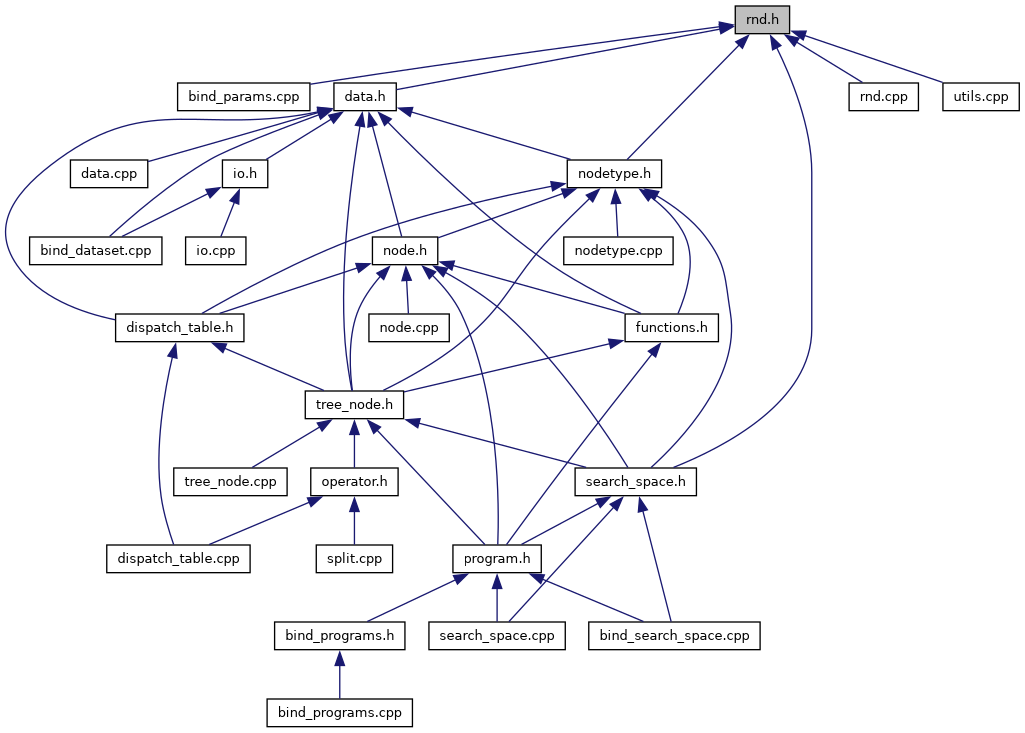 rnd.h
bind_params.cpp
data.h
rnd.cpp
utils.cpp
data.cpp
io.h
nodetype.h
bind_dataset.cpp
io.cpp
node.h
nodetype.cpp
dispatch_table.h
node.cpp
functions.h
tree_node.h
tree_node.cpp
operator.h
search_space.h
dispatch_table.cpp
split.cpp
program.h
bind_programs.h
search_space.cpp
bind_search_space.cpp
bind_programs.cpp